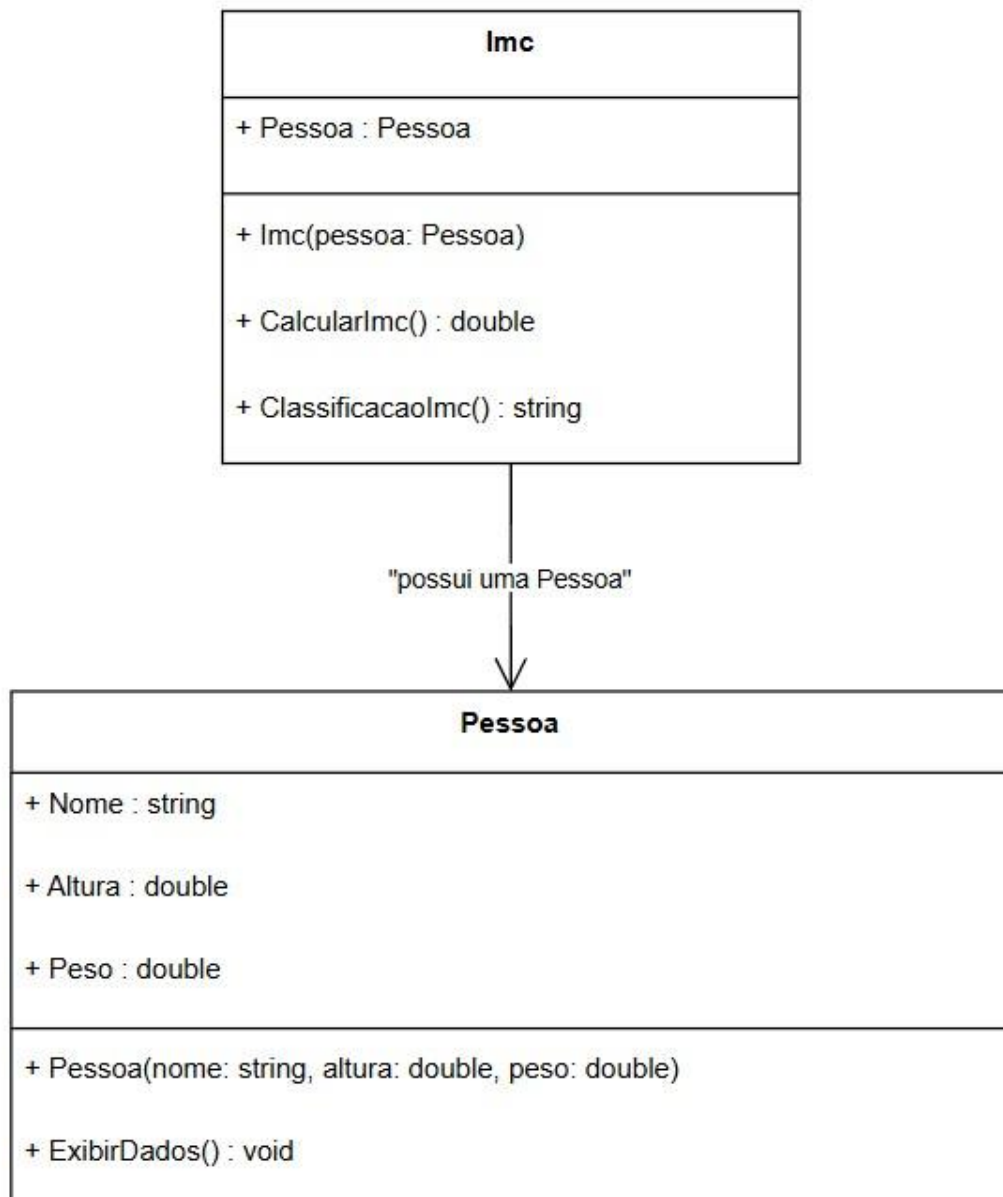 Imc
+ Pessoa : Pessoa
+ Imc(pessoa: Pessoa)
+ CalcularImc() : double
+ ClassificacaoImc() : string
"possui uma Pessoa"
Pessoa
+ Nome : string
+ Altura : double
+ Peso : double
+ Pessoa(nome: string, altura: double, peso: double)
+ ExibirDados() : void